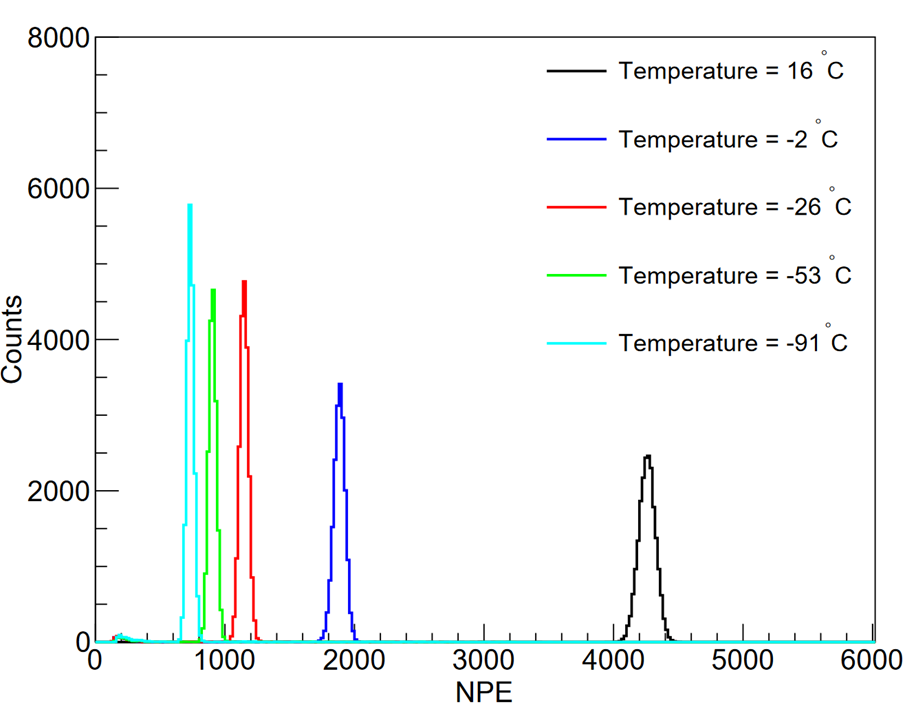 8000
6000
4000
2000
0
Counts
Temperature = 16 °C
Temperature = -2 °C
Temperature = -26 °C
Temperature = -53 °C
Temperature = -91 °C
0 1000 2000 3000 4000 5000 6000
NPE